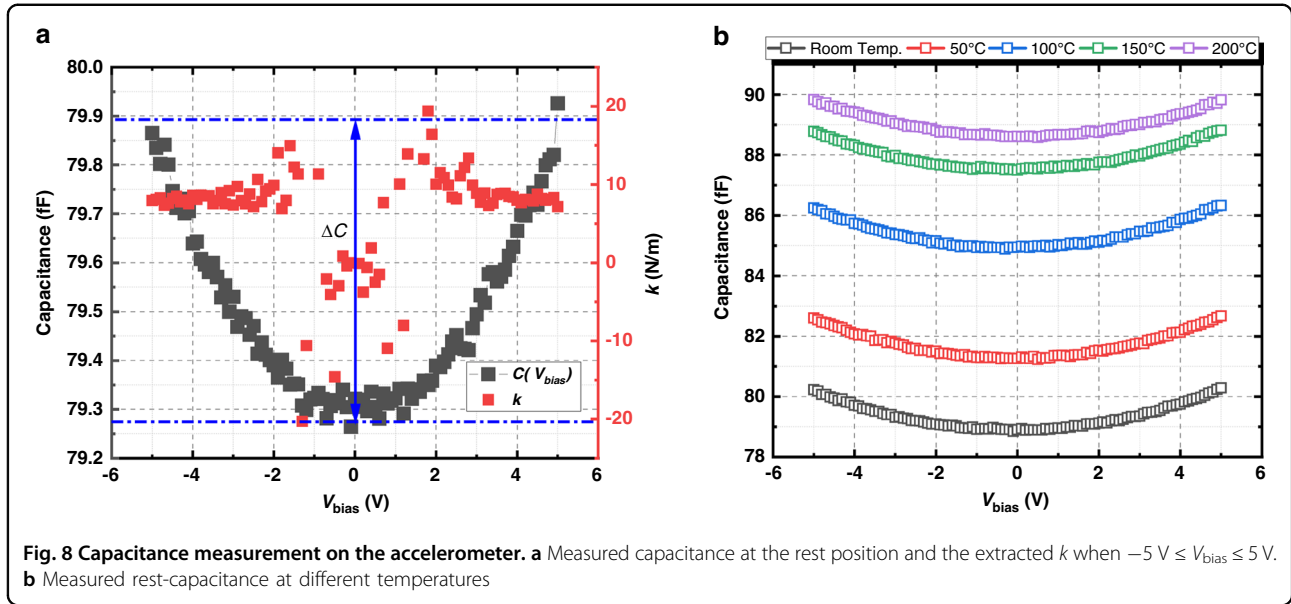 a
80.0
79.9
79.8
79.7
79.6
79.5
79.4
79.3
79.2
Capacitance (fF)
ΔC
C( Vbias)
k
20
10
0
-10
-20
k (N/m)
-6 -4 -2 0 2 4 6
Vbias (V)
b
Room Temp. 50°C 100°C 150°C 200°C
90
88
86
84
82
80
78
Capacitance (fF)
-6 -4 -2 0 2 4 6
Vbias (V)
Fig. 8 Capacitance measurement on the accelerometer. a Measured capacitance at the rest position and the extracted k when −5 V ≤ Vbias ≤ 5 V.
b Measured rest-capacitance at different temperatures